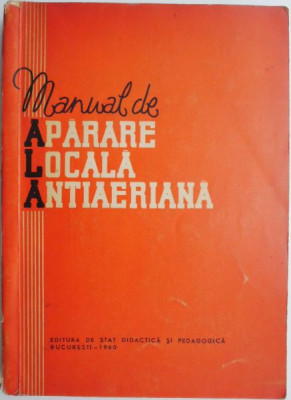 Manual de
APĂRARE
LOCALĂ
ANTIAERIANĂ
EDITURA DE STAT DIDACTICĂ ȘI PEDAGOGICĂ
BUCUREȘTI—1960